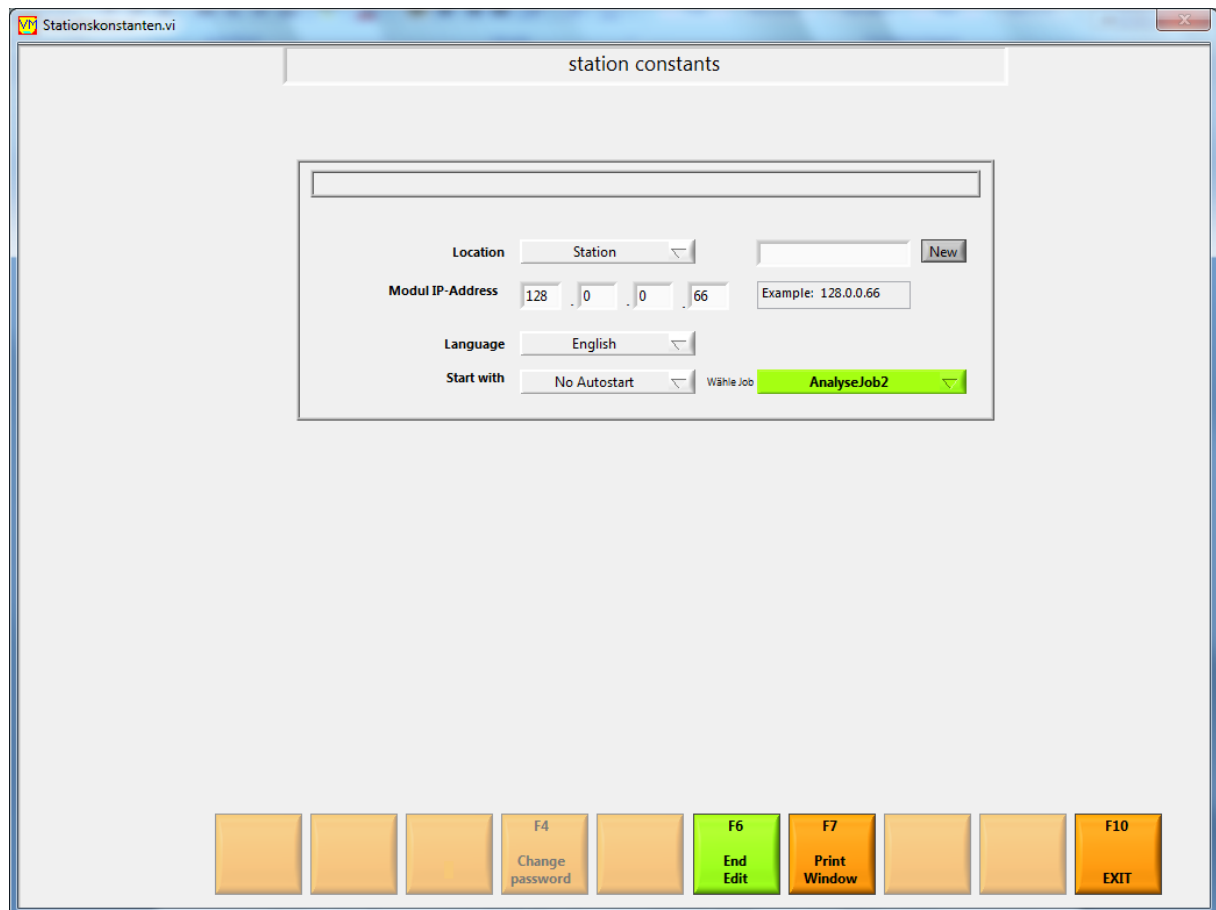 VM Stationskonstanten.vi
X
station constants
Location Station New
Modul IP-Address 128 . 0 . 0 . 66 Example: 128.0.0.66
Language English
Start with No Autostart Wähle Job AnalyseJob2
F4 F6 F7 F10
Change End Print
password Edit Window EXIT